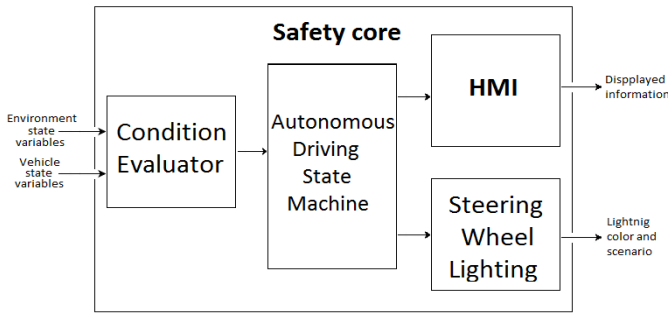 Safety core
Environment
state
variables
Vehicle
state
variables
Condition
Evaluator
Autonomous
Driving
State
Machine
HMI
Steering
Wheel
Lighting
Dispplayed
information
Lightnig
color and
scenario